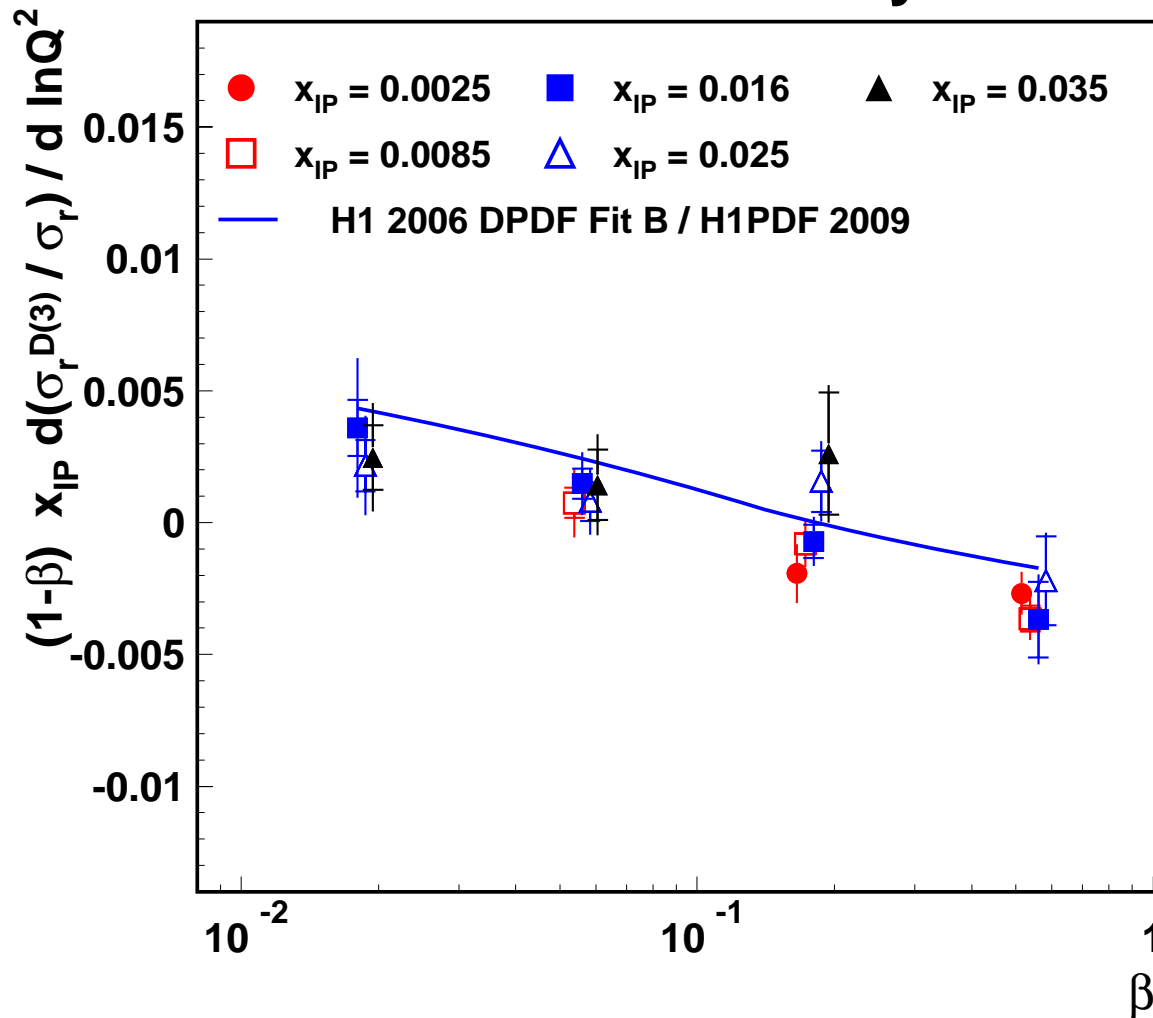 x_IP = 0.0025 x_IP = 0.016 x_IP = 0.035
x_IP = 0.0085 x_IP = 0.025
H1 2006 DPDF Fit B / H1PDF 2009
(1-β) x_IP d(σ_r^D(3) / σ_r) / d lnQ^2
0.015
0.01
0.005
0
-0.005
-0.01
10^-2 10^-1 1
β